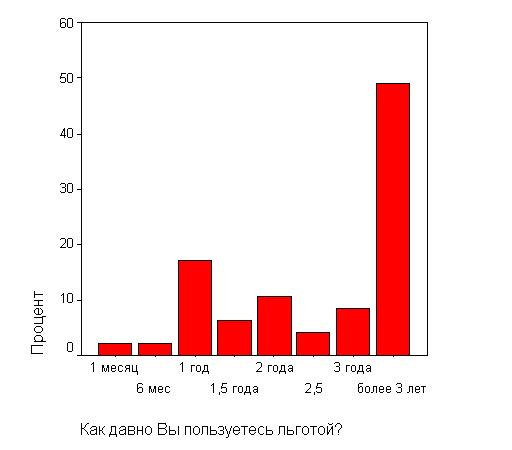 60
50
40
30
20
10
0
Процент
1 месяц
6 мес
1 год
1,5 года
2 года
2,5
3 года
более 3 лет
Как давно Вы пользуетесь льготой?